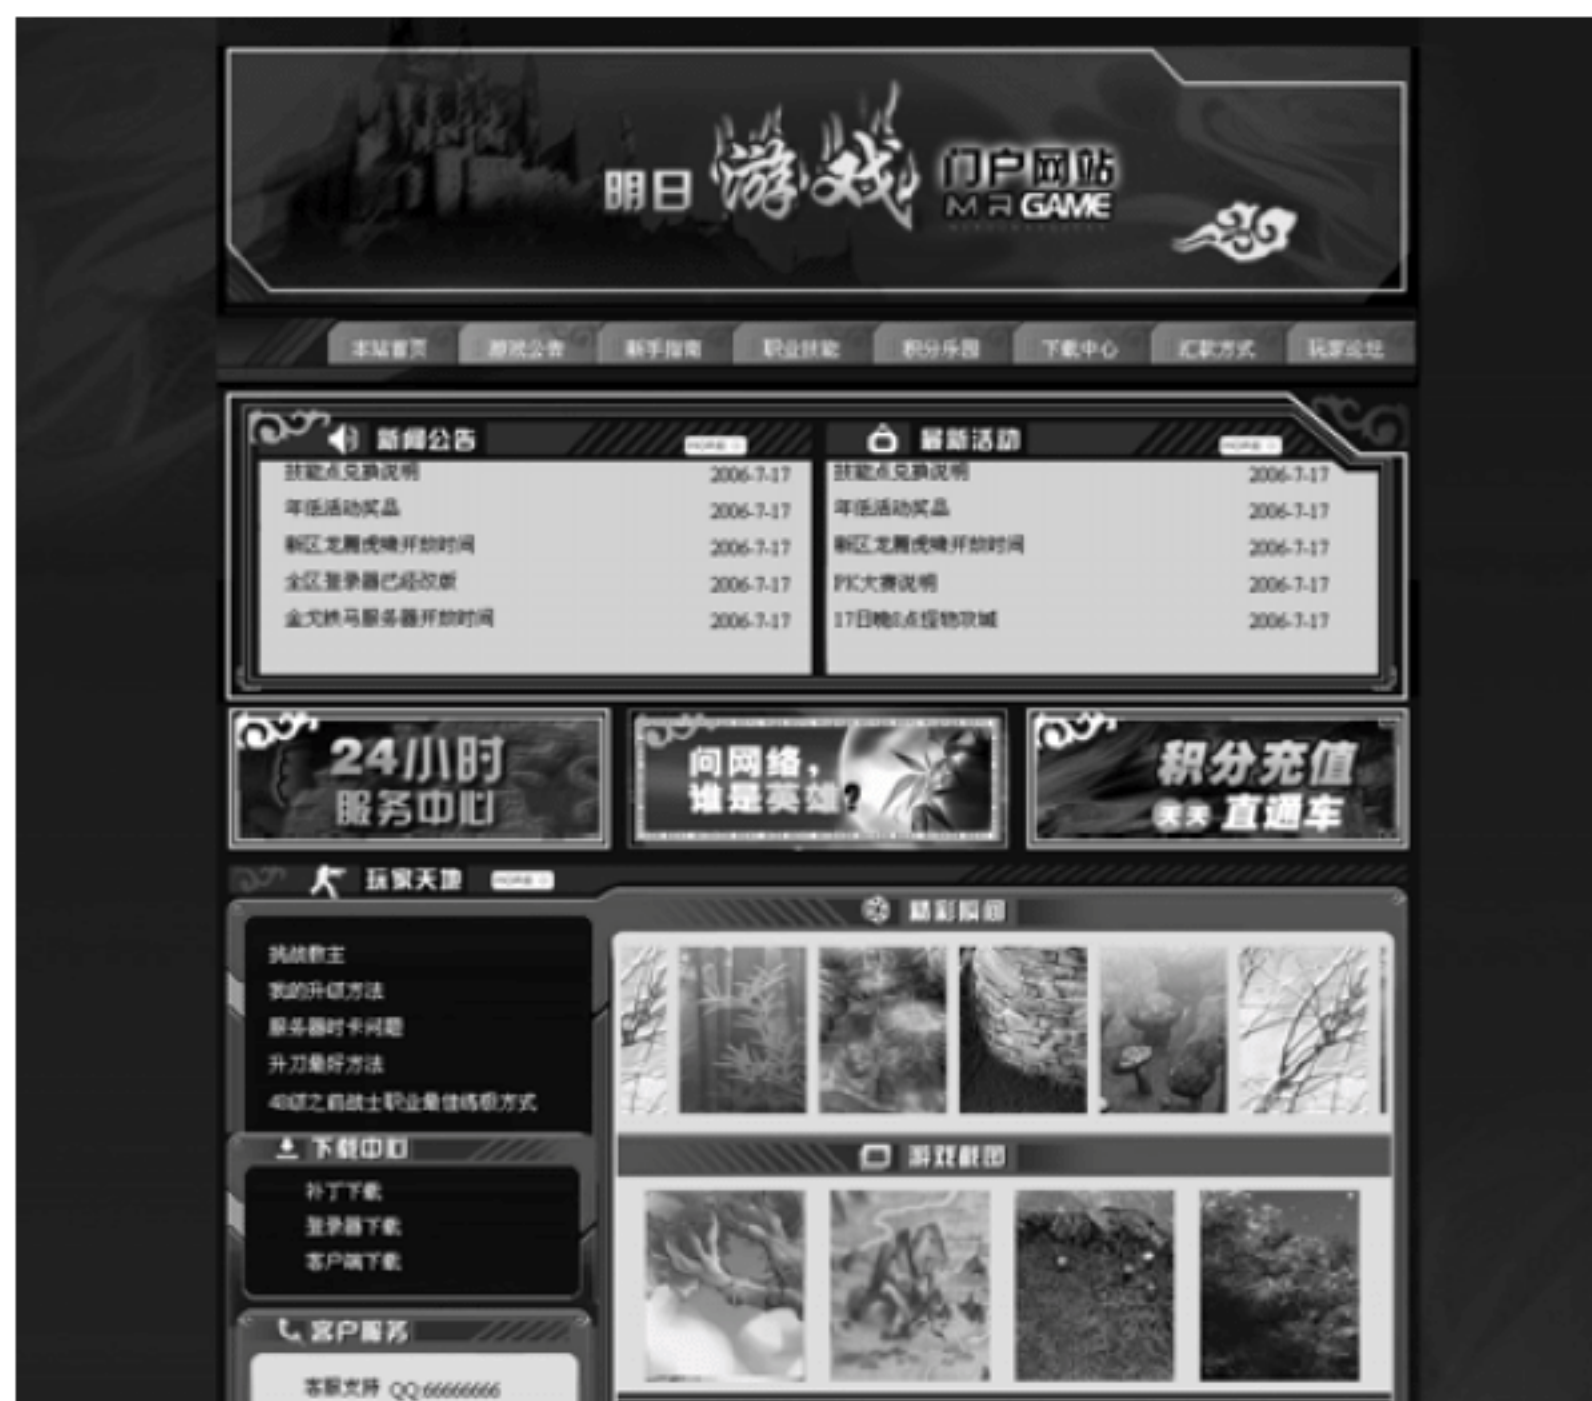 明日游戏 门户网站
MR GAME
本站首页 游戏公告 新手指南 职业技能 积分乐园 下载中心 汇款方式 玩家论坛
新闻公告
最新活动
技能点兑换说明 2006-7-17
年底活动奖品 2006-7-17
新区龙腾虎啸开放时间 2006-7-17
全区登录器已经改版 2006-7-17
金戈铁马服务器开放时间 2006-7-17
技能点兑换说明 2006-7-17
年底活动奖品 2006-7-17
新区龙腾虎啸开放时间 2006-7-17
PK大赛说明 2006-7-17
17日晚8点怪物攻城 2006-7-17
24小时
服务中心
问网络，
谁是英雄?
积分充值
天天 直通车
玩家天地 MORE
挑战教主
我的升级方法
服务器时卡问题
升刀最好方法
40级之前战士职业最佳练级方式
下载中心
补丁下载
登录器下载
客户端下载
客户服务
客服支持 QQ:66666666
精彩瞬间
游戏截图